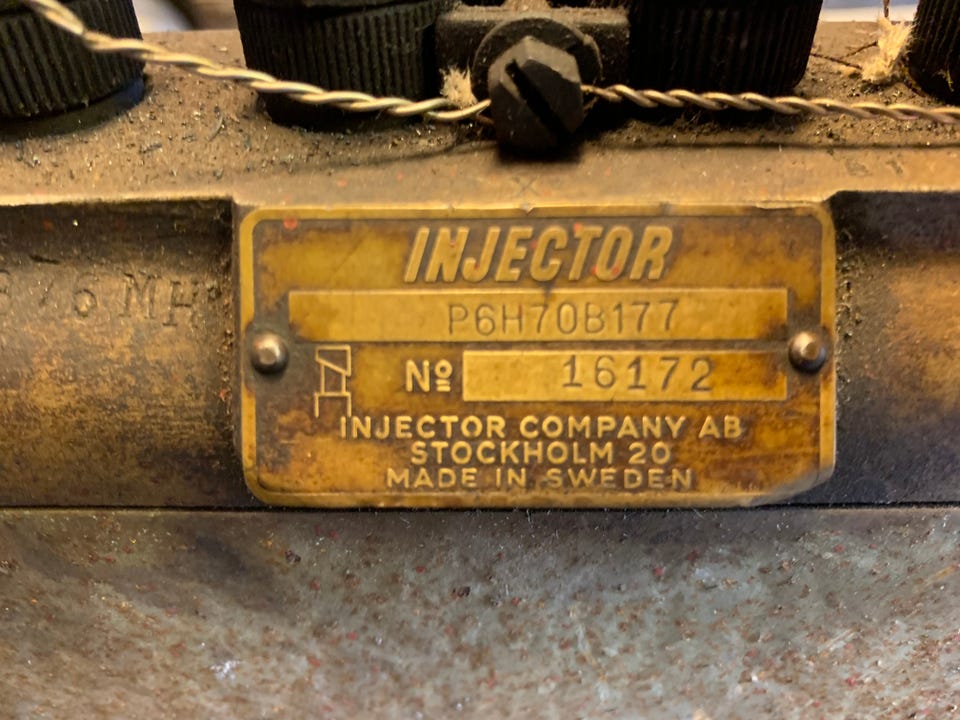 INJECTOR
P6H70B177
Nº 16172
INJECTOR COMPANY AB
STOCKHOLM 20
MADE IN SWEDEN